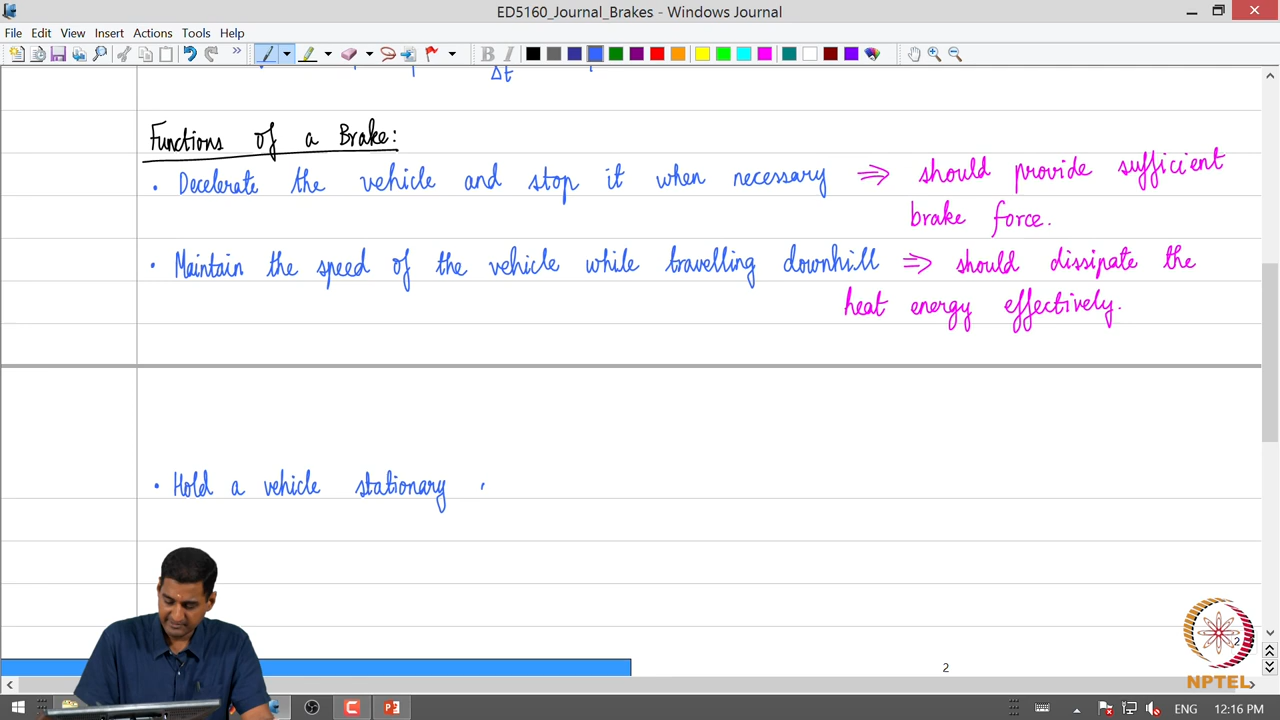 ED5160_Journal_Brakes - Windows Journal
File Edit View Insert Actions Tools Help
Δt
Functions of a Brake:
• Decelerate the vehicle and stop it when necessary ⇒ should provide sufficient
brake force.
• Maintain the speed of the vehicle while travelling downhill ⇒ should dissipate the
heat energy effectively.
• Hold a vehicle stationary
2
2
NPTEL
ENG 12:16 PM